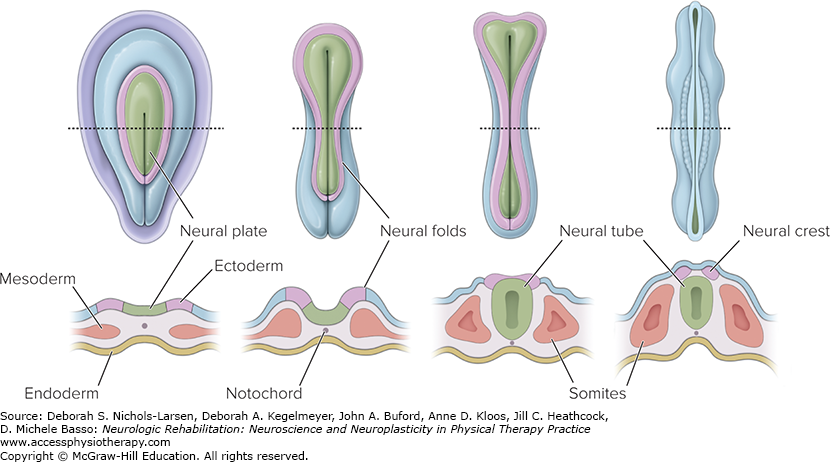 Neural plate
Neural folds
Neural tube
Neural crest
Ectoderm
Mesoderm
Endoderm
Notochord
Somites
Source: Deborah S. Nichols-Larsen, Deborah A. Kegelmeyer, John A. Buford, Anne D. Kloos, Jill C. Heathcock,
D. Michele Basso: Neurologic Rehabilitation: Neuroscience and Neuroplasticity in Physical Therapy Practice
www.accessphysiotherapy.com
Copyright © McGraw-Hill Education. All rights reserved.